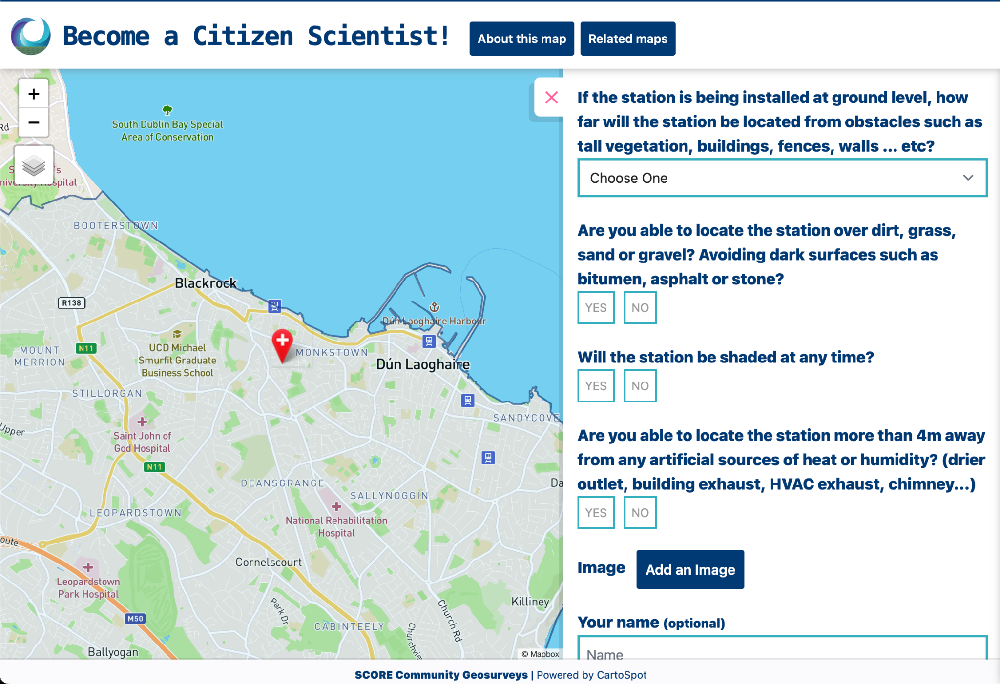 Become a Citizen Scientist!
About this map
Related maps
+
−
Rd
South Dublin Bay Special
Area of Conservation
BOOTERSTOWN
Blackrock
R138
Dún Laoghaire Harbour
MOUNT
MERRION
N11
UCD Michael
Smurfit Graduate
Business School
MONKSTOWN
Dún Laoghaire
STILLORGAN
SANDYCOVE
Upper
Saint John of
God Hospital
N11
DEANSGRANGE
SALLYNOGGIN
LEOPARDSTOWN
National Rehabilitation
Hospital
Cornelscourt
Leopardstown
Park Hospital
Park Dr
Church Rd
Killiney
M50
CABINTEELY
Ballyogan
© Mapbox
If the station is being installed at ground level, how
far will the station be located from obstacles such as
tall vegetation, buildings, fences, walls ... etc?
Choose One
Are you able to locate the station over dirt, grass,
sand or gravel? Avoiding dark surfaces such as
bitumen, asphalt or stone?
YES NO
Will the station be shaded at any time?
YES NO
Are you able to locate the station more than 4m away
from any artificial sources of heat or humidity? (drier
outlet, building exhaust, HVAC exhaust, chimney...)
YES NO
Image
Add an Image
Your name (optional)
Name
SCORE Community Geosurveys | Powered by CartoSpot